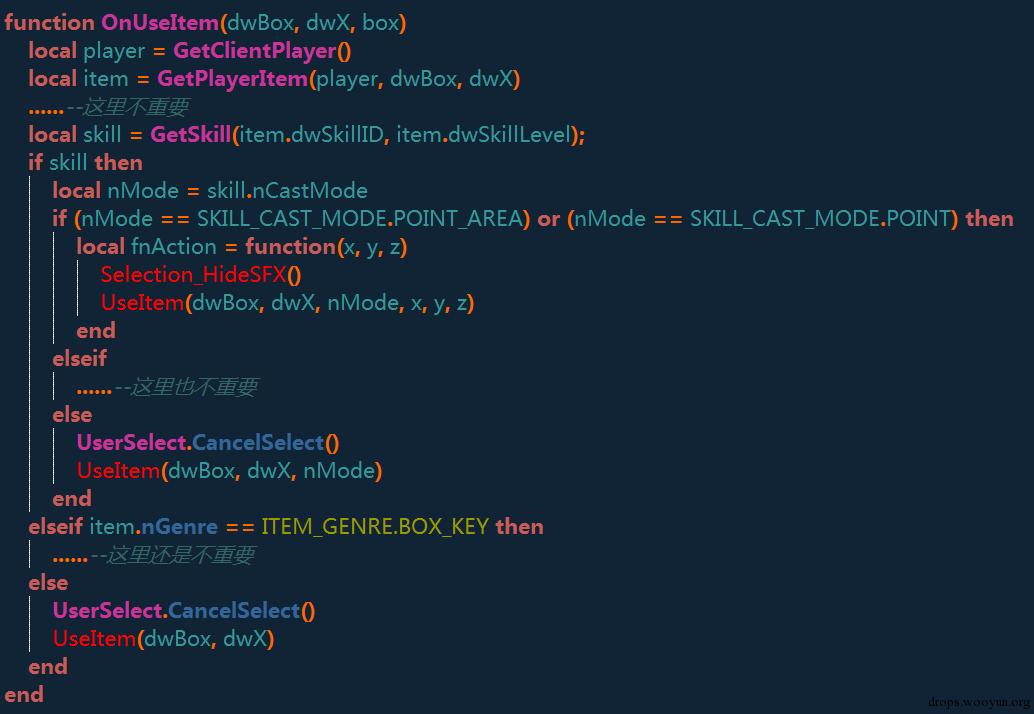 function OnUseItem(dwBox, dwX, box)
local player = GetClientPlayer()
local item = GetPlayerItem(player, dwBox, dwX)
......--这里不重要
local skill = GetSkill(item.dwSkillID, item.dwSkillLevel);
if skill then
local nMode = skill.nCastMode
if (nMode == SKILL_CAST_MODE.POINT_AREA) or (nMode == SKILL_CAST_MODE.POINT) then
local fnAction = function(x, y, z)
Selection_HideSFX()
UseItem(dwBox, dwX, nMode, x, y, z)
end
elseif
......--这里也不重要
else
UserSelect.CancelSelect()
UseItem(dwBox, dwX, nMode)
end
elseif item.nGenre == ITEM_GENRE.BOX_KEY then
......--这里还是不重要
else
UserSelect.CancelSelect()
UseItem(dwBox, dwX)
end
end
drops.wooyun.org